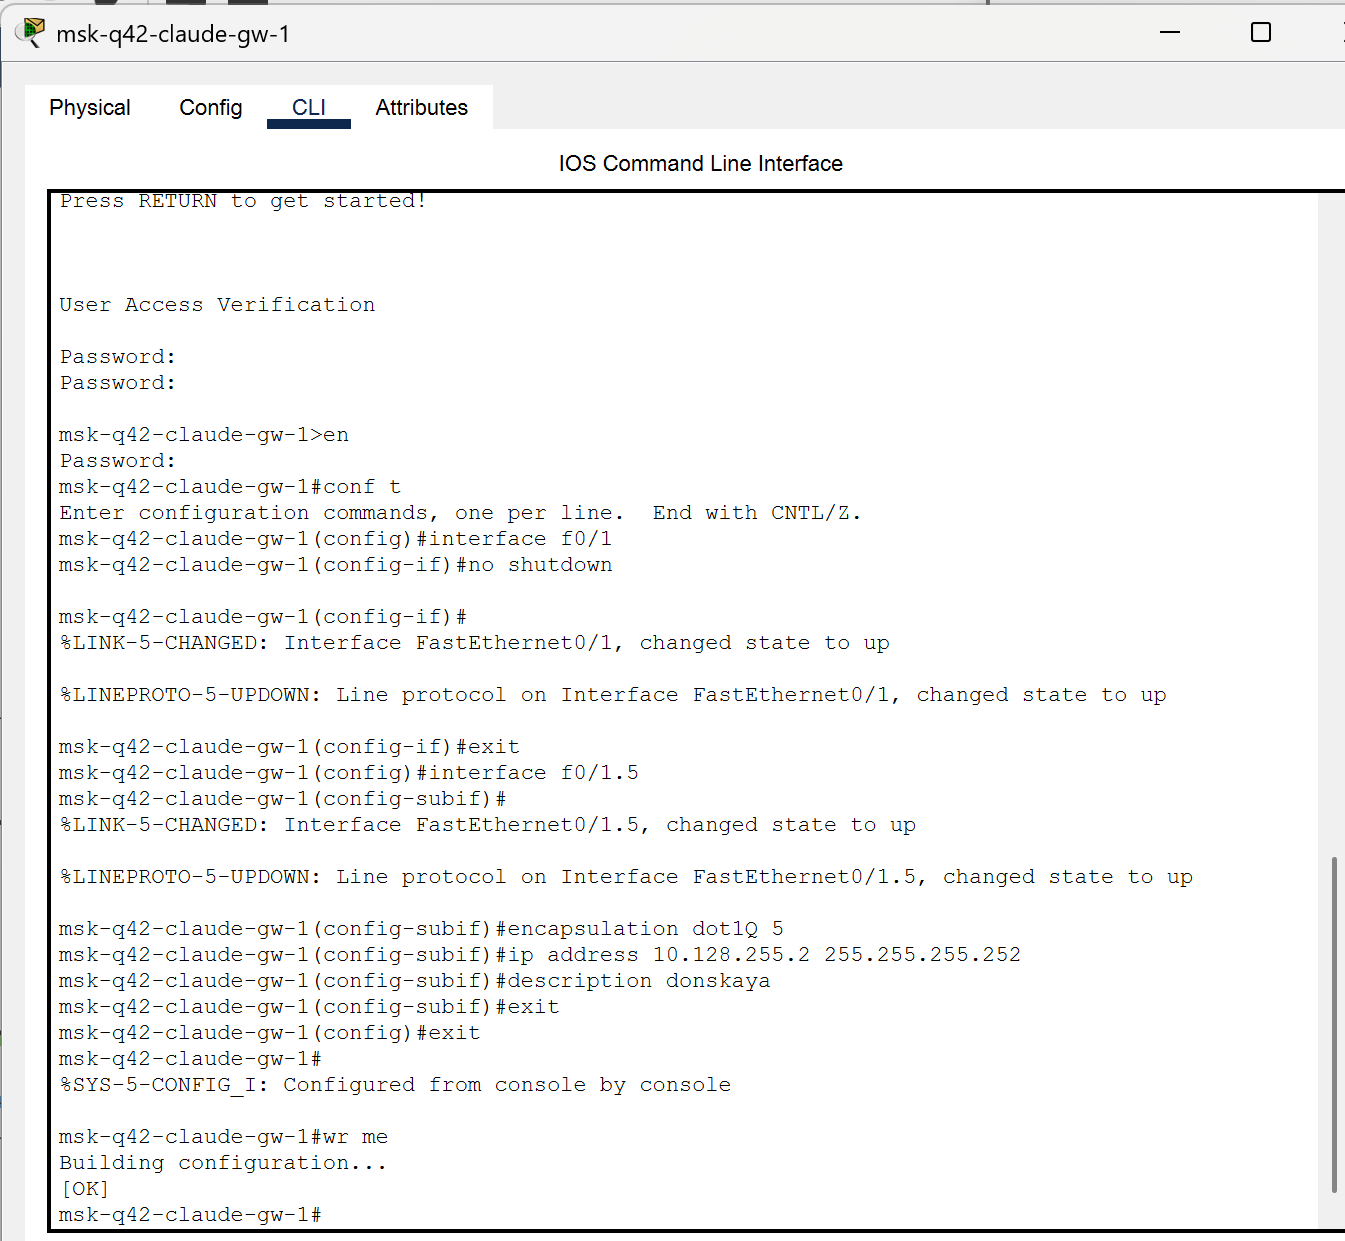 msk-q42-claude-gw-1
Physical Config CLI Attributes
IOS Command Line Interface
Press RETURN to get started!
User Access Verification
Password:
Password:
msk-q42-claude-gw-1>en
Password:
msk-q42-claude-gw-1#conf t
Enter configuration commands, one per line.  End with CNTL/Z.
msk-q42-claude-gw-1(config)#interface f0/1
msk-q42-claude-gw-1(config-if)#no shutdown
msk-q42-claude-gw-1(config-if)#
%LINK-5-CHANGED: Interface FastEthernet0/1, changed state to up
%LINEPROTO-5-UPDOWN: Line protocol on Interface FastEthernet0/1, changed state to up
msk-q42-claude-gw-1(config-if)#exit
msk-q42-claude-gw-1(config)#interface f0/1.5
msk-q42-claude-gw-1(config-subif)#
%LINK-5-CHANGED: Interface FastEthernet0/1.5, changed state to up
%LINEPROTO-5-UPDOWN: Line protocol on Interface FastEthernet0/1.5, changed state to up
msk-q42-claude-gw-1(config-subif)#encapsulation dot1Q 5
msk-q42-claude-gw-1(config-subif)#ip address 10.128.255.2 255.255.255.252
msk-q42-claude-gw-1(config-subif)#description donskaya
msk-q42-claude-gw-1(config-subif)#exit
msk-q42-claude-gw-1(config)#exit
msk-q42-claude-gw-1#
%SYS-5-CONFIG_I: Configured from console by console
msk-q42-claude-gw-1#wr me
Building configuration...
[OK]
msk-q42-claude-gw-1#